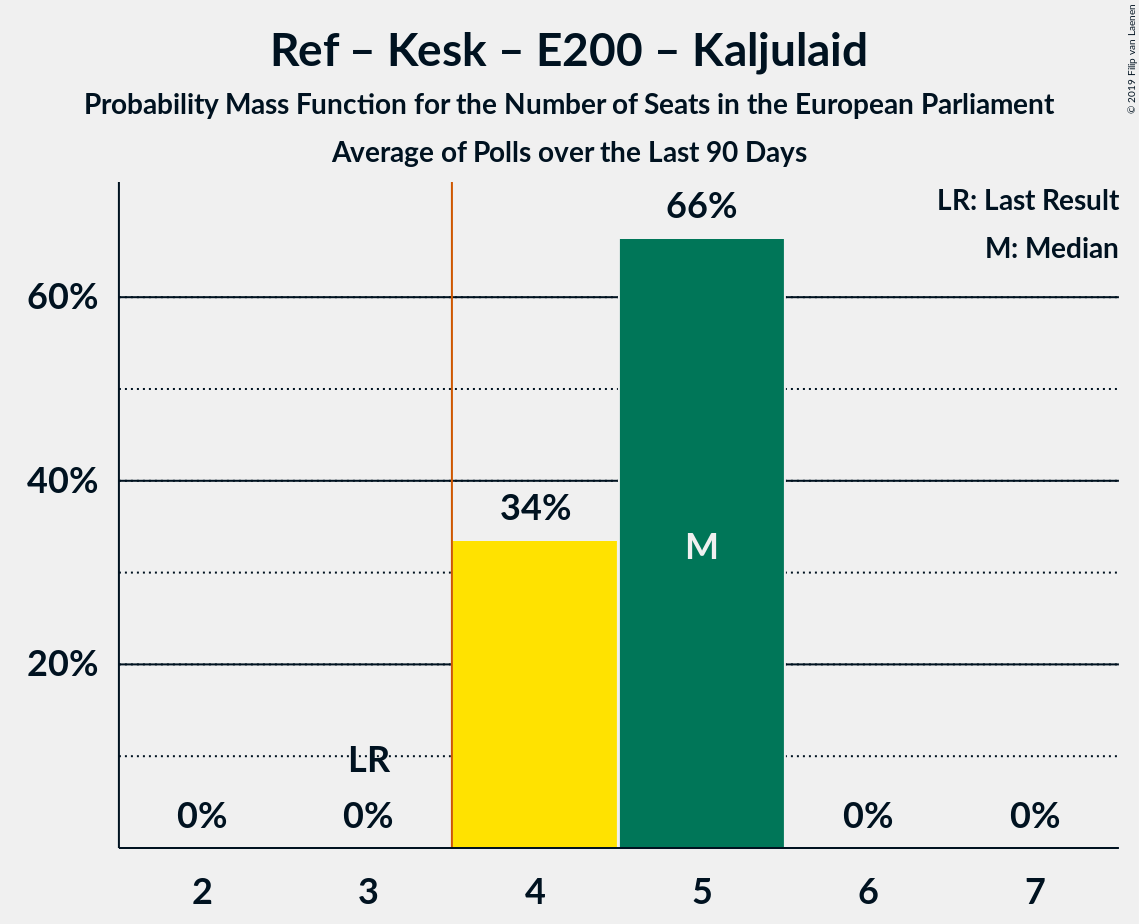 Ref – Kesk – E200 – Kaljulaid
Probability Mass Function for the Number of Seats in the European Parliament
Average of Polls over the Last 90 Days
© 2019 Filip van Laenen
LR: Last Result
M: Median
60%
40%
20%
66%
34%
M
LR
0%
0%
0%
0%
2
3
4
5
6
7